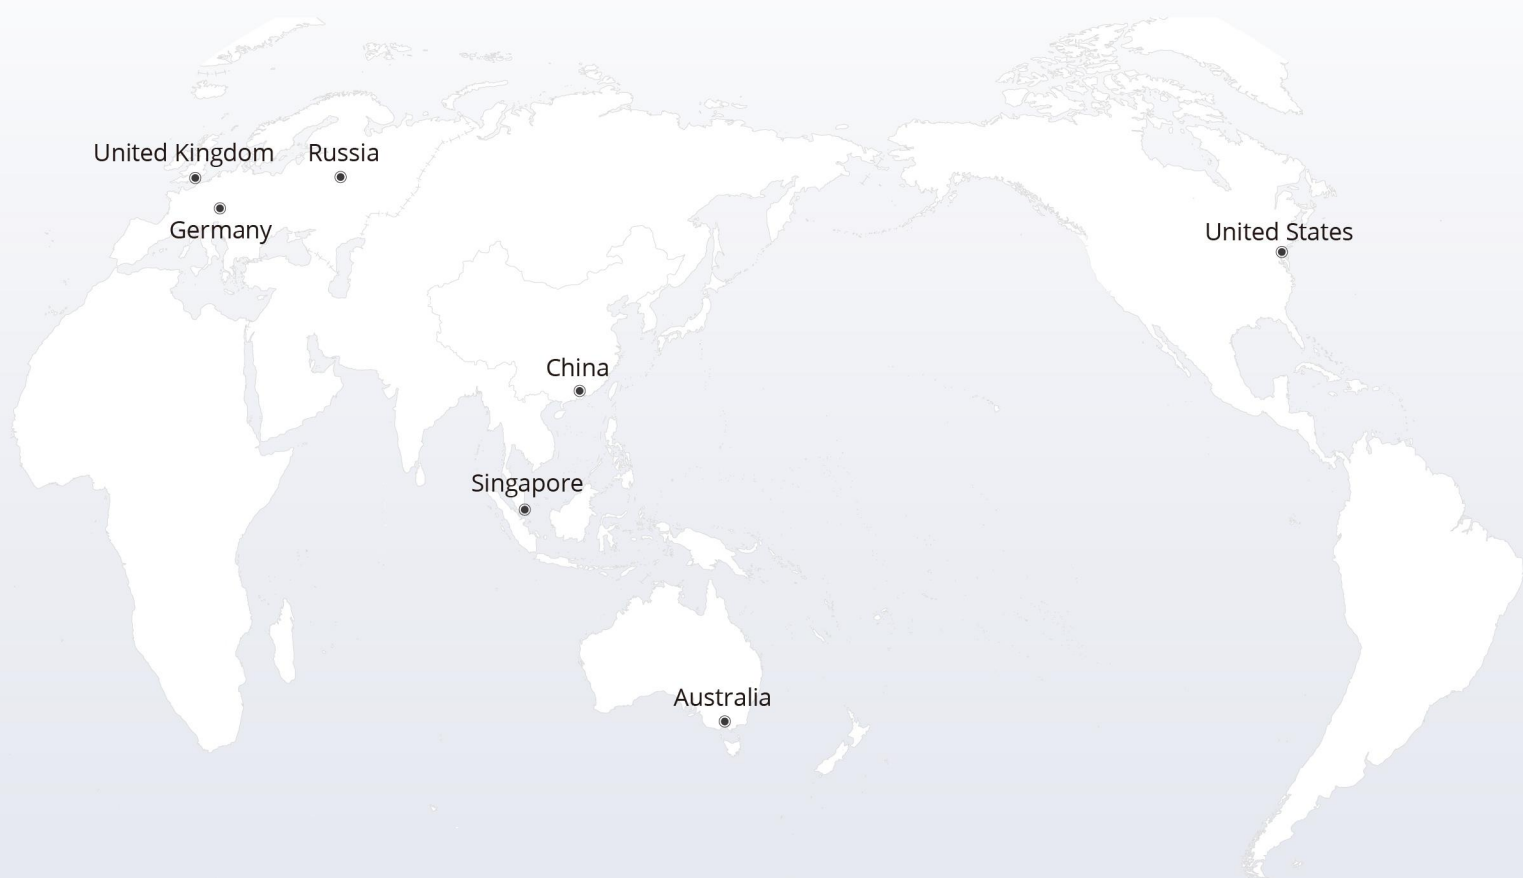 United Kingdom
Russia
Germany
United States
China
Singapore
Australia